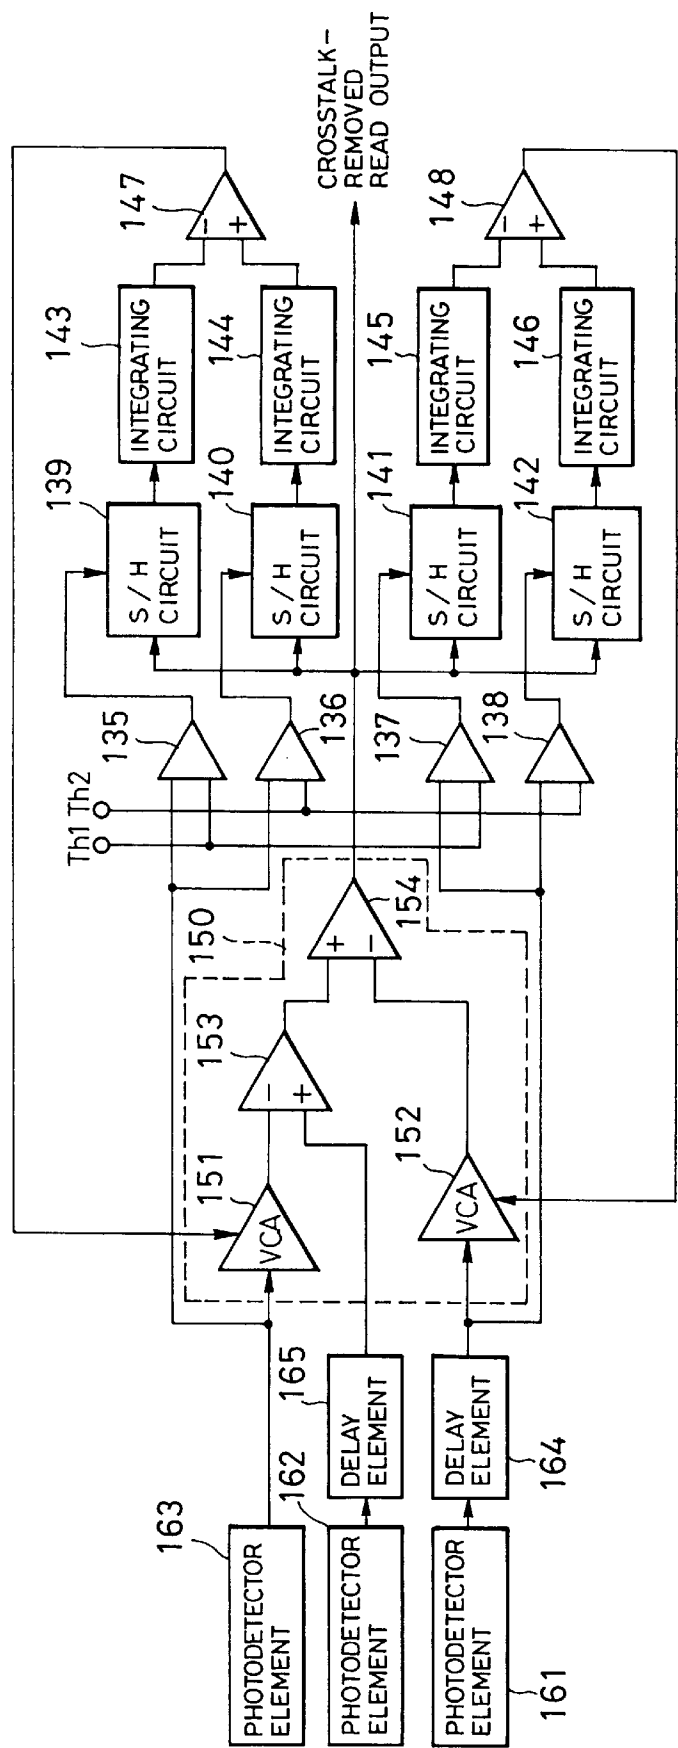 163
PHOTODETECTOR
ELEMENT
162
PHOTODETECTOR
ELEMENT
PHOTODETECTOR
ELEMENT
161
165
DELAY
ELEMENT
DELAY
ELEMENT
164
150
151
VCA
152
VCA
153
−
+
154
+
−
Th1
Th2
135
136
137
138
139
S/H
CIRCUIT
140
S/H
CIRCUIT
141
S/H
CIRCUIT
142
S/H
CIRCUIT
143
INTEGRATING
CIRCUIT
144
INTEGRATING
CIRCUIT
145
INTEGRATING
CIRCUIT
146
INTEGRATING
CIRCUIT
147
−
+
148
−
+
CROSSTALK–
REMOVED
READ OUTPUT